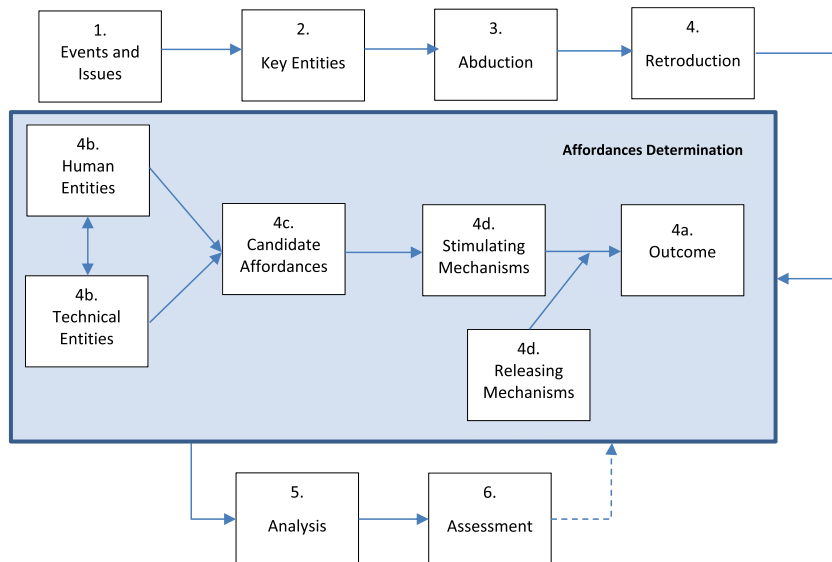 1.
Events and
Issues
2.
Key Entities
3.
Abduction
4.
Retroduction
Affordances Determination
4b.
Human
Entities
4b.
Technical
Entities
4c.
Candidate
Affordances
4d.
Stimulating
Mechanisms
4a.
Outcome
4d.
Releasing
Mechanisms
5.
Analysis
6.
Assessment